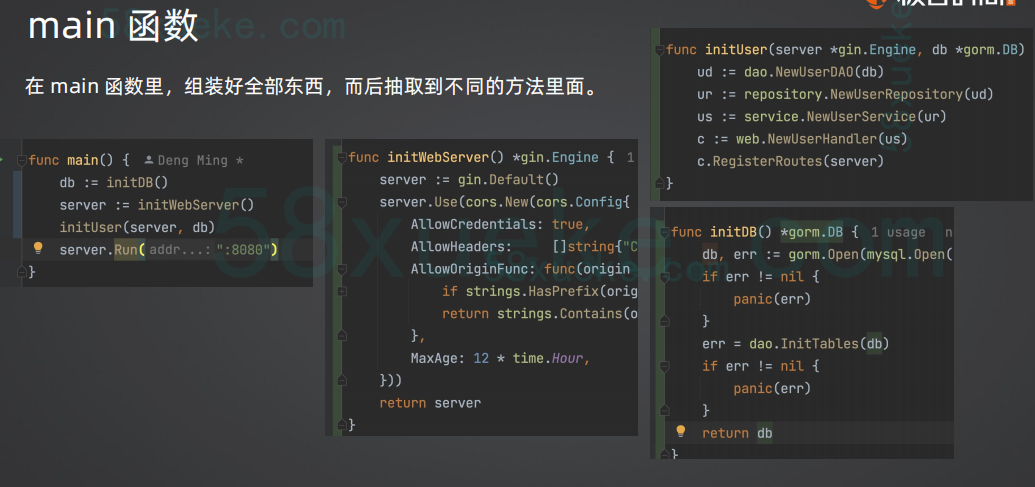 main 函数
在 main 函数里，组装好全部东西，而后抽取到不同的方法里面。
func main() { Deng Ming *
db := initDB()
server := initWebServer()
initUser(server, db)
server.Run( addr...: ":8080")
}
func initWebServer() *gin.Engine { 1
server := gin.Default()
server.Use(cors.New(cors.Config{
AllowCredentials: true,
AllowHeaders: []string{"C
AllowOriginFunc: func(origin
if strings.HasPrefix(orig
return strings.Contains(o
},
MaxAge: 12 * time.Hour,
}))
return server
}
func initUser(server *gin.Engine, db *gorm.DB)
ud := dao.NewUserDAO(db)
ur := repository.NewUserRepository(ud)
us := service.NewUserService(ur)
c := web.NewUserHandler(us)
c.RegisterRoutes(server)
}
func initDB() *gorm.DB { 1 usage n
db, err := gorm.Open(mysql.Open(
if err != nil {
panic(err)
}
err = dao.InitTables(db)
if err != nil {
panic(err)
}
return db
}